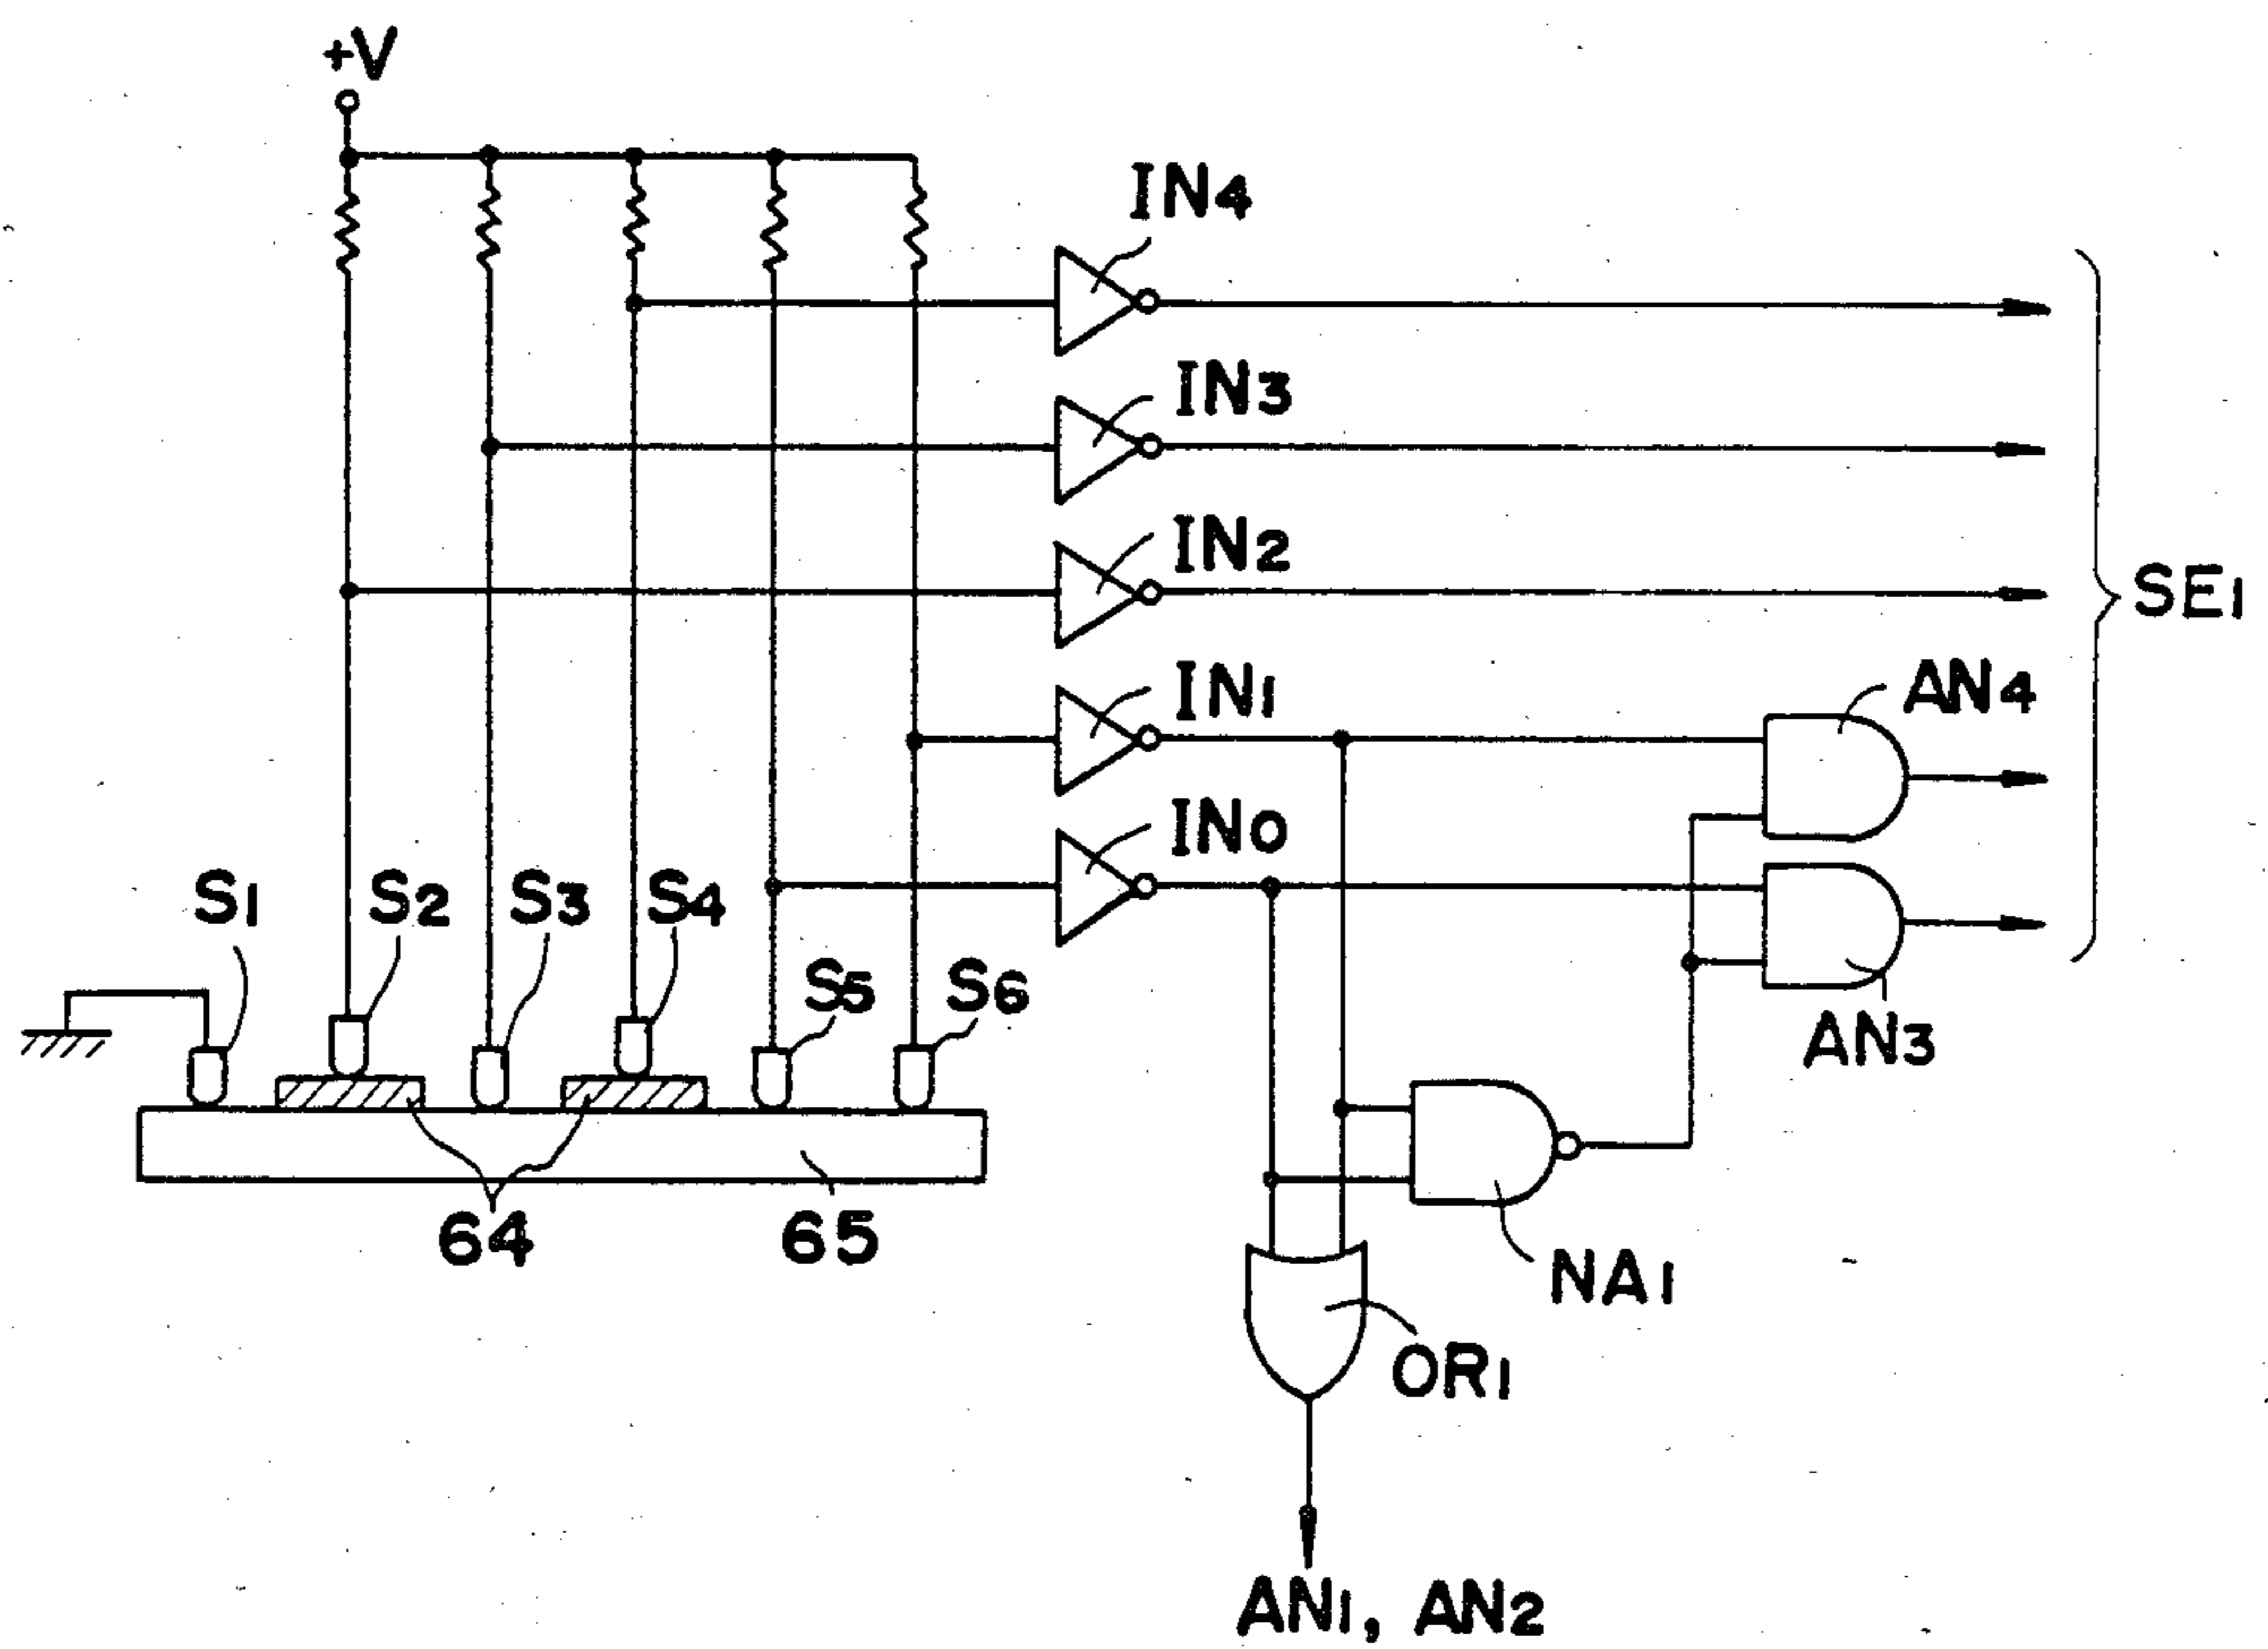 +V
IN4
IN3
IN2
SE1
IN1
AN4
IN0
S1
S2
S3
S4
S5
S6
AN3
64
65
NA1
OR1
AN1, AN2